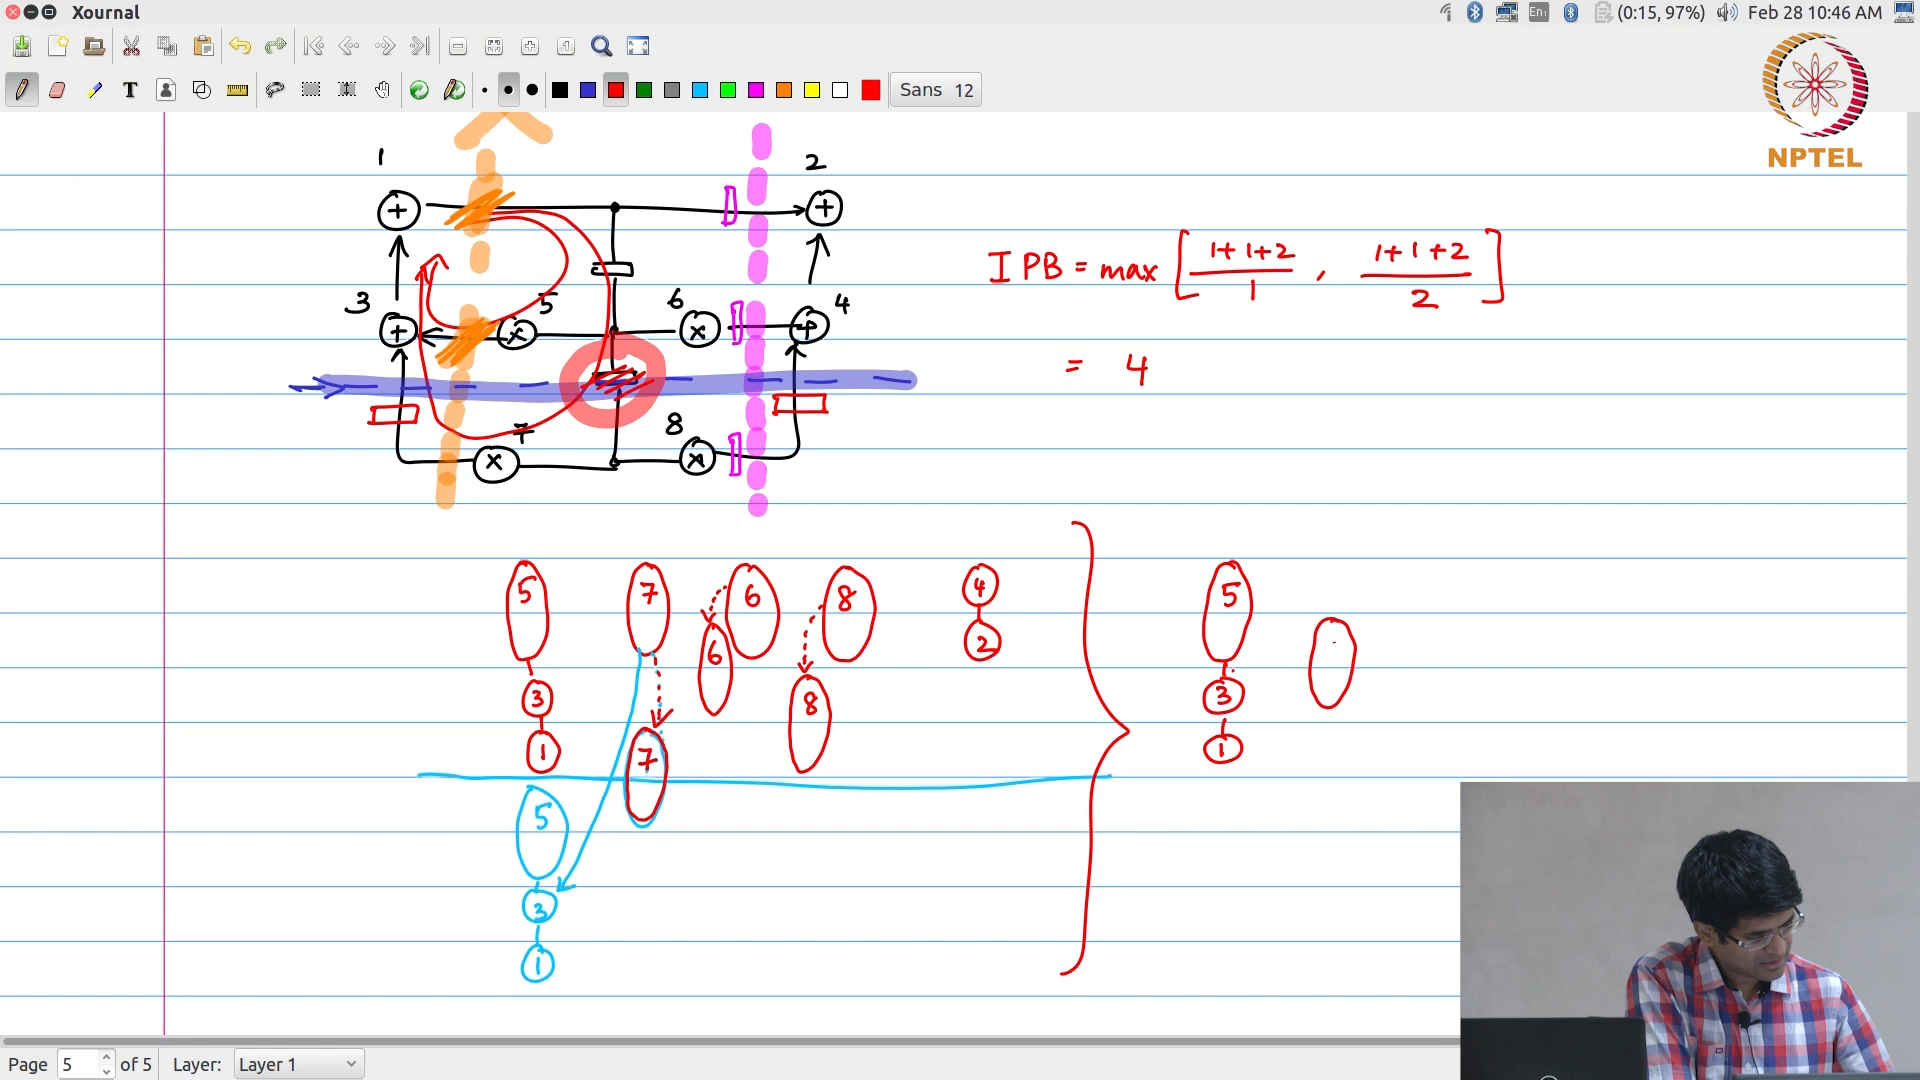 Xournal
En₁
(0:15, 97%)
Feb 28 10:46 AM
T
Sans 12
NPTEL
1
2
+
+
3
5
6
4
+
x
x
+
7
8
x
x
IPB = max [ 1+1+2 / 1 , 1+1+2 / 2 ]
= 4
5 7 6 8 4
6 2
3 8
1 7
5
3
1
5
3
1
Page 5 of 5 Layer: Layer 1